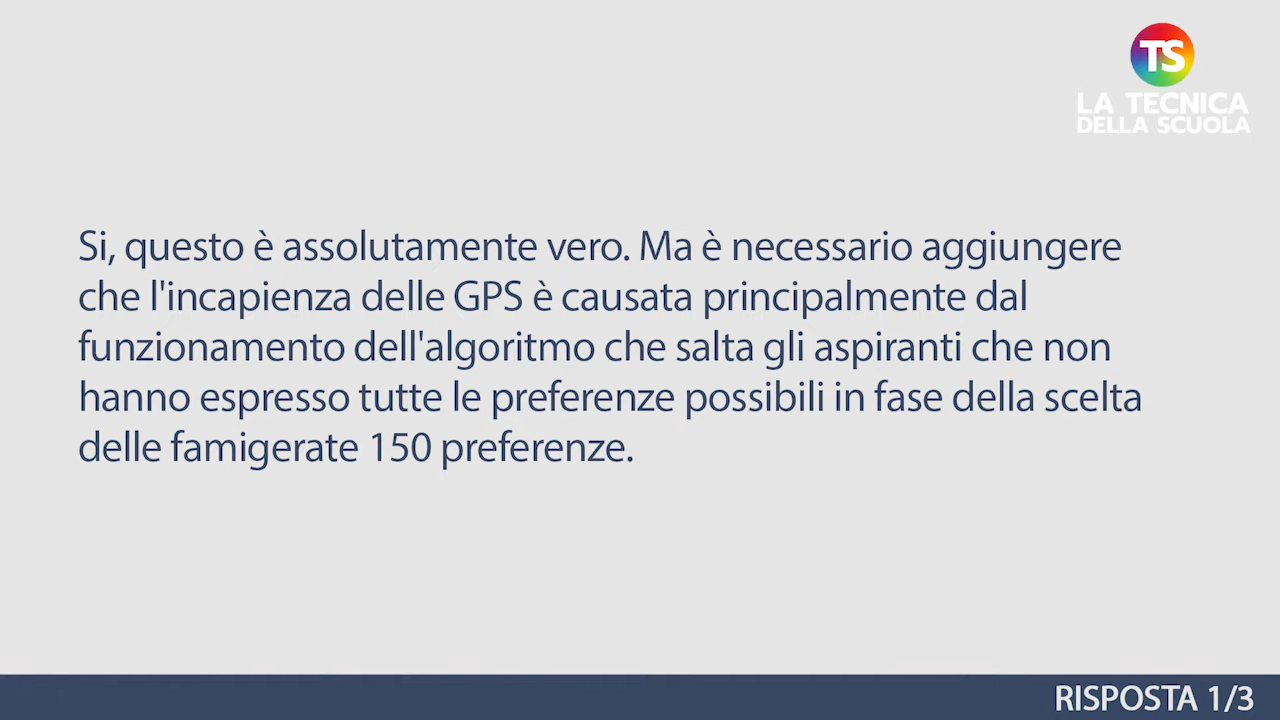 TS
LA TECNICA
DELLA SCUOLA
Si, questo è assolutamente vero. Ma è necessario aggiungere
che l'incapienza delle GPS è causata principalmente dal
funzionamento dell'algoritmo che salta gli aspiranti che non
hanno espresso tutte le preferenze possibili in fase della scelta
delle famigerate 150 preferenze.
RISPOSTA 1/3